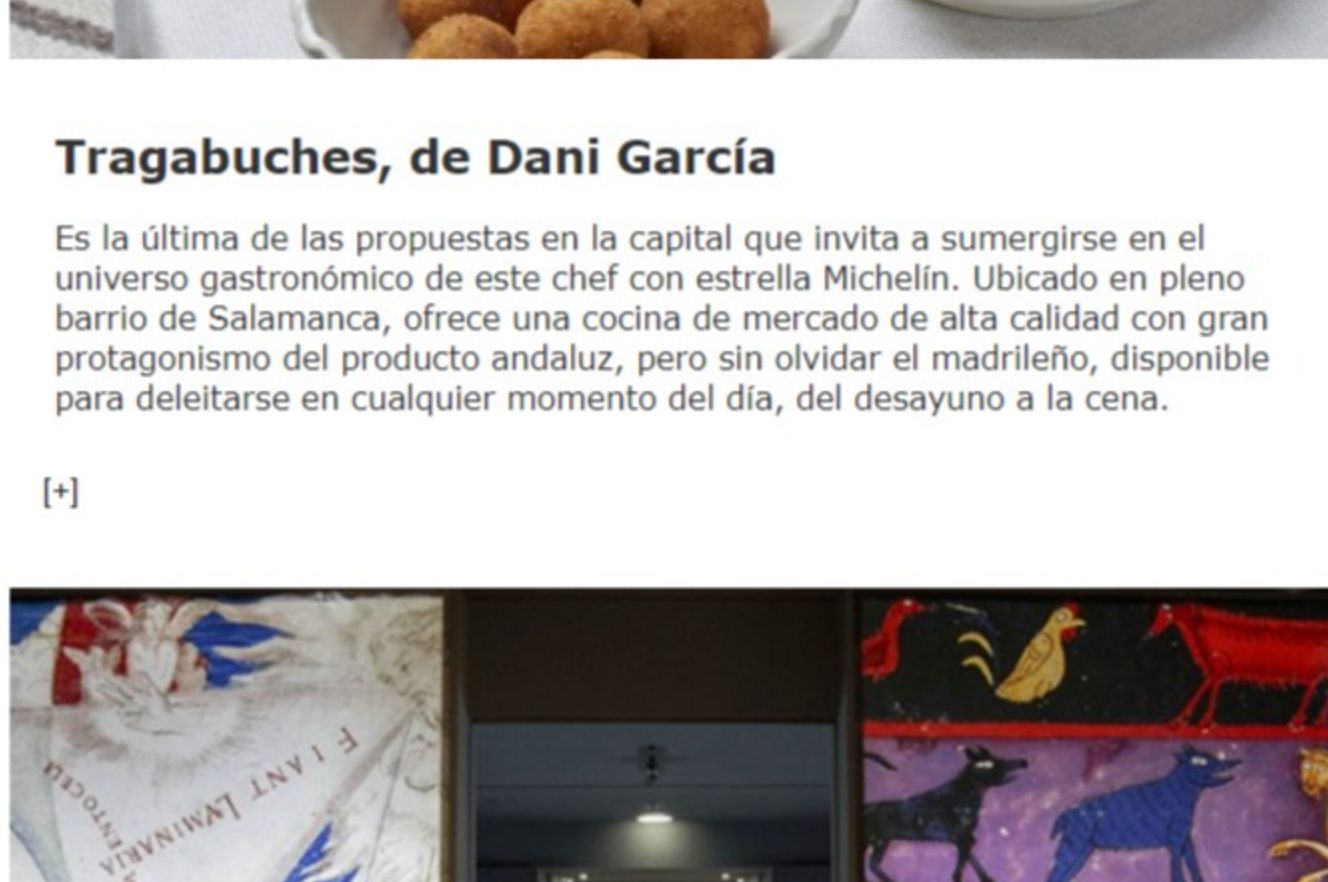 Tragabuches, de Dani García
Es la última de las propuestas en la capital que invita a sumergirse en el
universo gastronómico de este chef con estrella Michelín. Ubicado en pleno
barrio de Salamanca, ofrece una cocina de mercado de alta calidad con gran
protagonismo del producto andaluz, pero sin olvidar el madrileño, disponible
para deleitarse en cualquier momento del día, del desayuno a la cena.
[+]
FIANT LVMINARIA